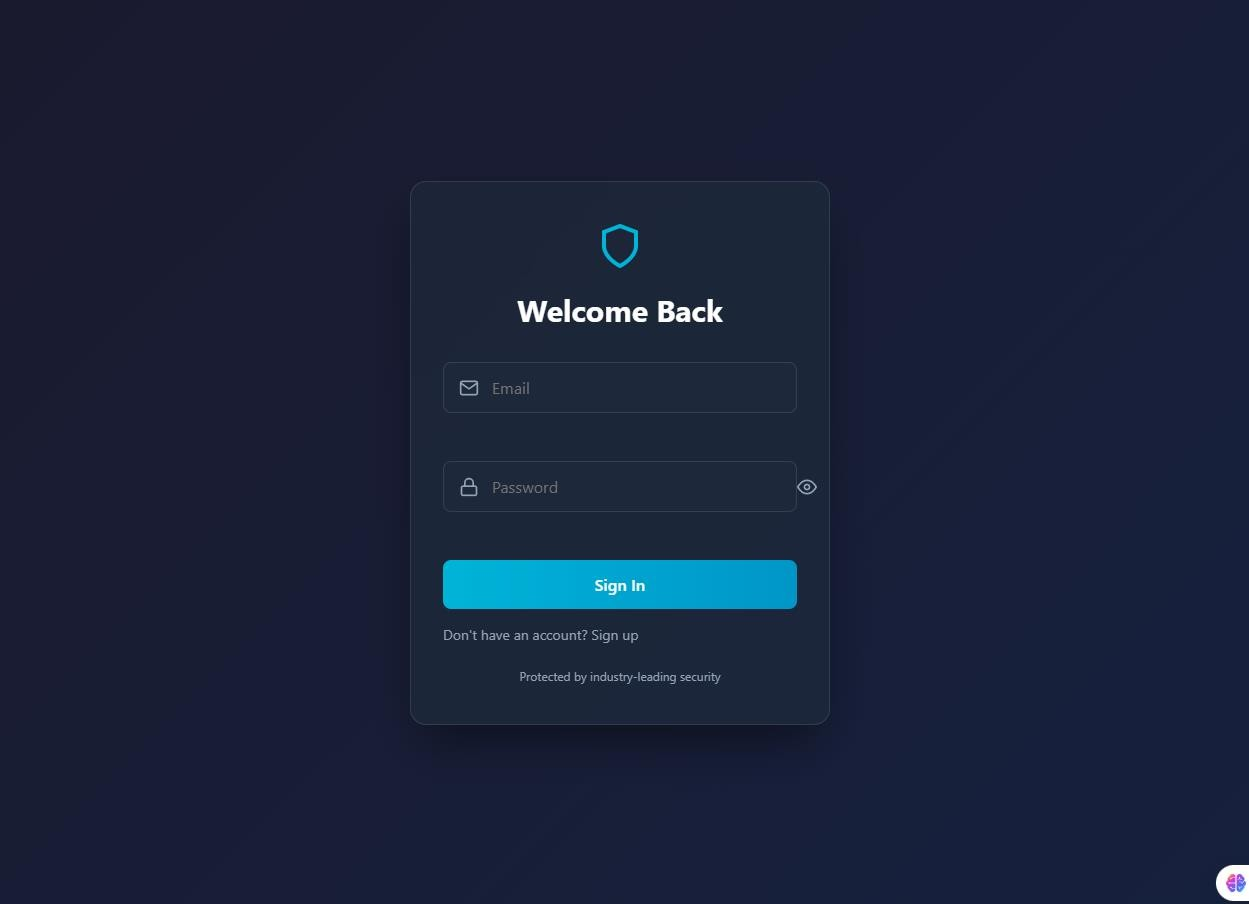 Welcome Back
Email
Password
Sign In
Don't have an account? Sign up
Protected by industry-leading security